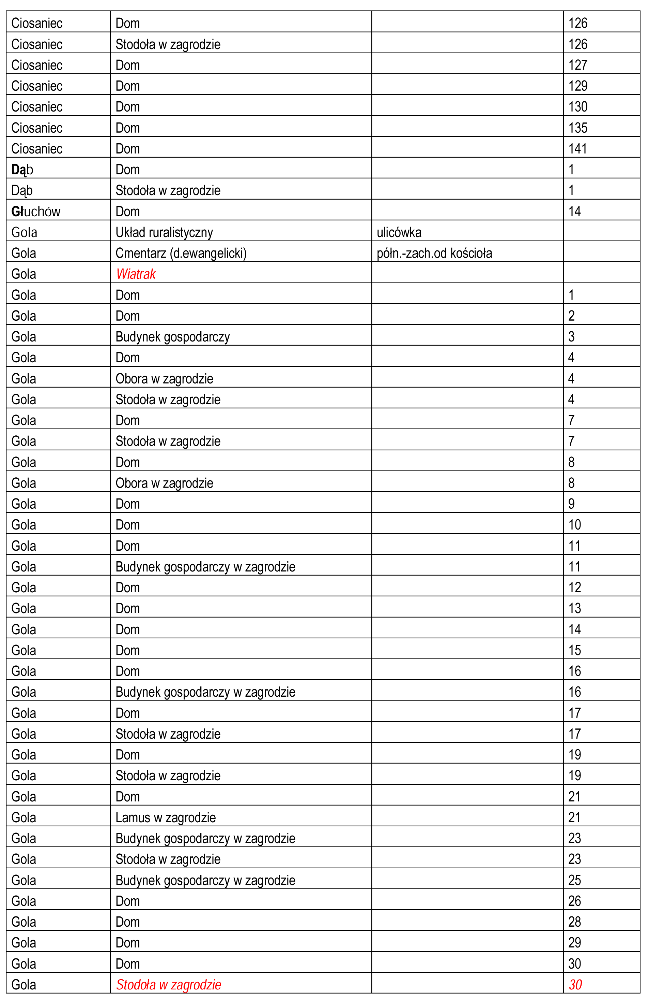 Ciosaniec Dom 126
Ciosaniec Stodoła w zagrodzie 126
Ciosaniec Dom 127
Ciosaniec Dom 129
Ciosaniec Dom 130
Ciosaniec Dom 135
Ciosaniec Dom 141
Dąb Dom 1
Dąb Stodoła w zagrodzie 1
Głuchów Dom 14
Gola Układ ruralistyczny ulicówka
Gola Cmentarz (d.ewangelicki) półn.-zach.od kościoła
Gola Wiatrak
Gola Dom 1
Gola Dom 2
Gola Budynek gospodarczy 3
Gola Dom 4
Gola Obora w zagrodzie 4
Gola Stodoła w zagrodzie 4
Gola Dom 7
Gola Stodoła w zagrodzie 7
Gola Dom 8
Gola Obora w zagrodzie 8
Gola Dom 9
Gola Dom 10
Gola Dom 11
Gola Budynek gospodarczy w zagrodzie 11
Gola Dom 12
Gola Dom 13
Gola Dom 14
Gola Dom 15
Gola Dom 16
Gola Budynek gospodarczy w zagrodzie 16
Gola Dom 17
Gola Stodoła w zagrodzie 17
Gola Dom 19
Gola Stodoła w zagrodzie 19
Gola Dom 21
Gola Lamus w zagrodzie 21
Gola Budynek gospodarczy w zagrodzie 23
Gola Stodoła w zagrodzie 23
Gola Budynek gospodarczy w zagrodzie 25
Gola Dom 26
Gola Dom 28
Gola Dom 29
Gola Dom 30
Gola Stodoła w zagrodzie 30